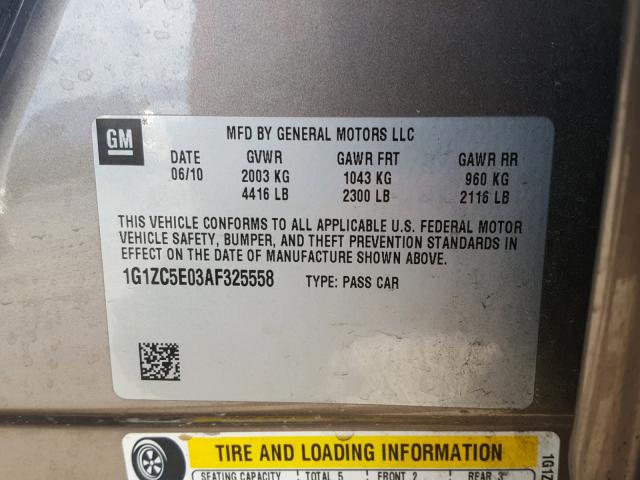 GM
MFD BY GENERAL MOTORS LLC
DATE GVWR GAWR FRT GAWR RR
06/10 2003 KG 1043 KG 960 KG
4416 LB 2300 LB 2116 LB
THIS VEHICLE CONFORMS TO ALL APPLICABLE U.S. FEDERAL MOTOR
VEHICLE SAFETY, BUMPER, AND THEFT PREVENTION STANDARDS IN
EFFECT ON THE DATE OF MANUFACTURE SHOWN ABOVE.
1G1ZC5E03AF325558 TYPE: PASS CAR
TIRE AND LOADING INFORMATION
SEATING CAPACITY TOTAL 5 FRONT 2 REAR 3
1G1Z